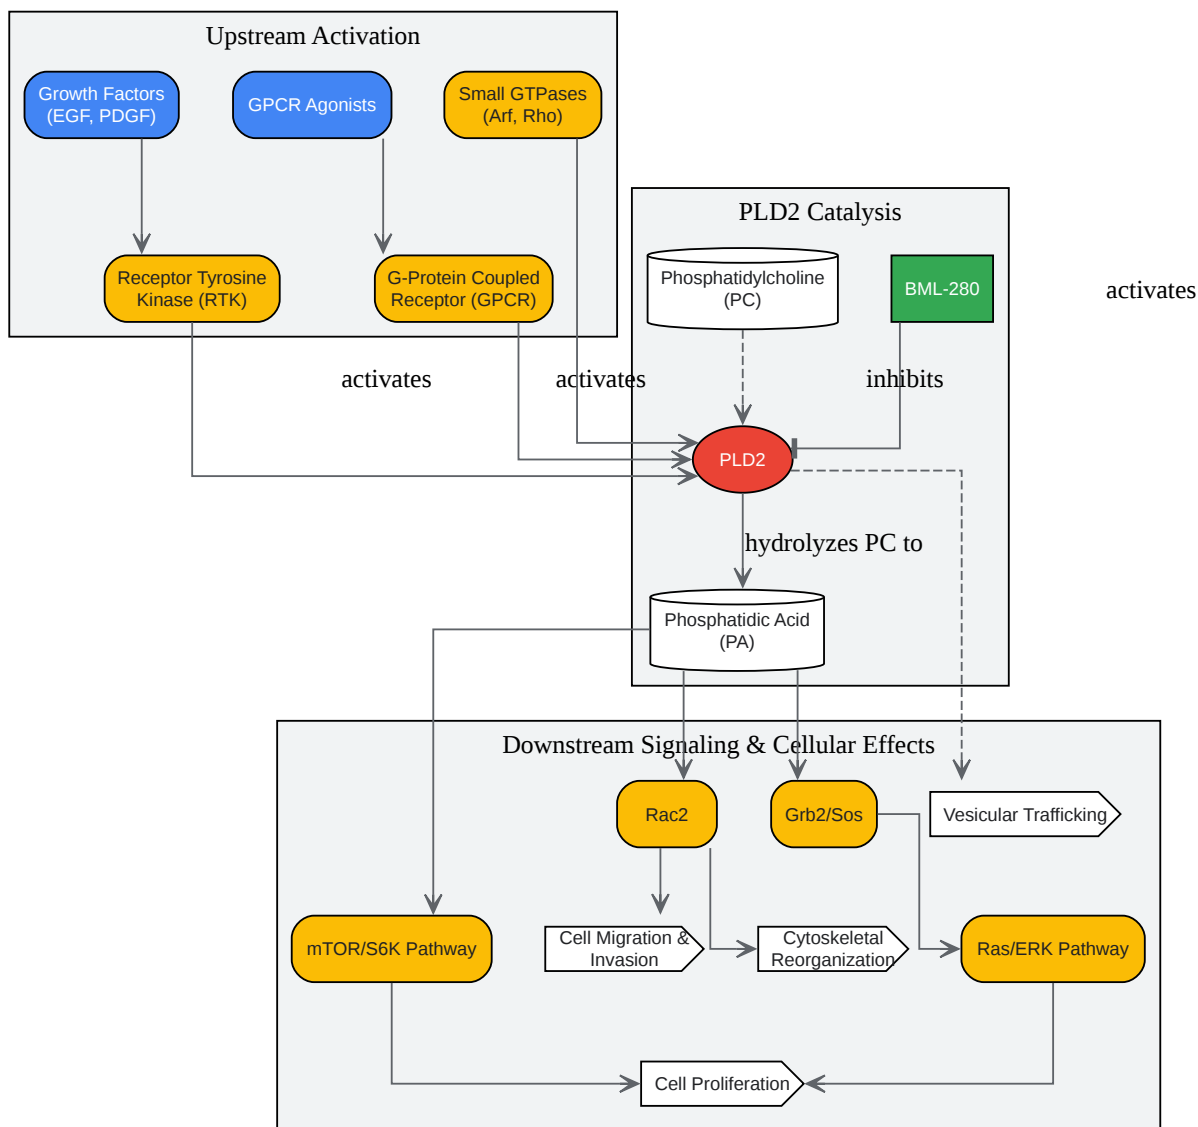 Upstream Activation
Growth Factors
(EGF, PDGF)
GPCR Agonists
Small GTPases
(Arf, Rho)
Receptor Tyrosine
Kinase (RTK)
G-Protein Coupled
Receptor (GPCR)
PLD2 Catalysis
Phosphatidylcholine
(PC)
BML-280
activates
activates
activates
inhibits
PLD2
hydrolyzes PC to
Phosphatidic Acid
(PA)
Downstream Signaling & Cellular Effects
Rac2
Grb2/Sos
Vesicular Trafficking
mTOR/S6K Pathway
Cell Migration &
Invasion
Cytoskeletal
Reorganization
Ras/ERK Pathway
Cell Proliferation